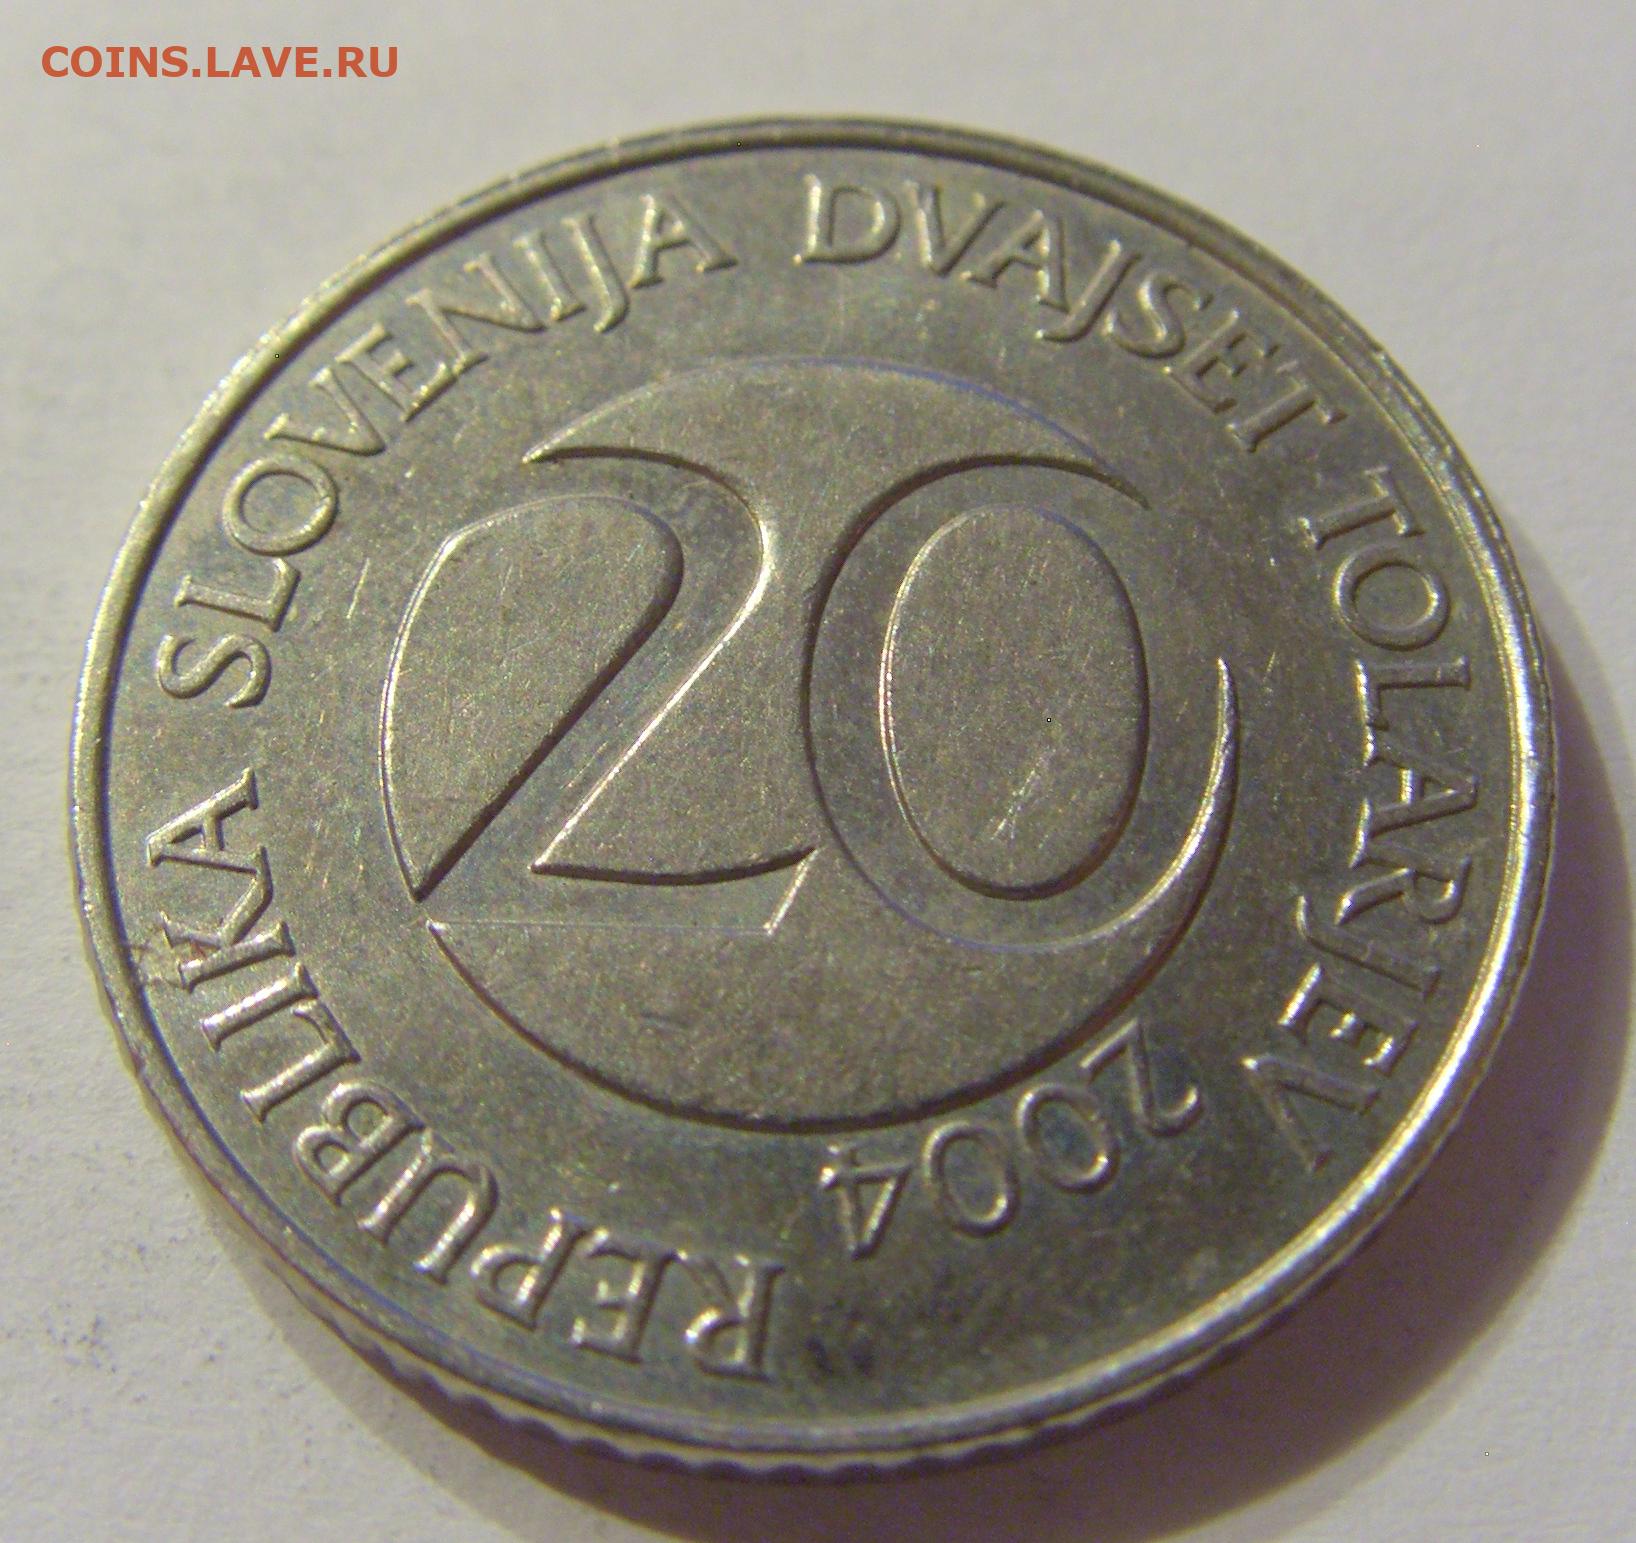 COINS.LAVE.RU
REPUBLIKA SLOVENIJA DVAJSET TOLARJEV
20
2004